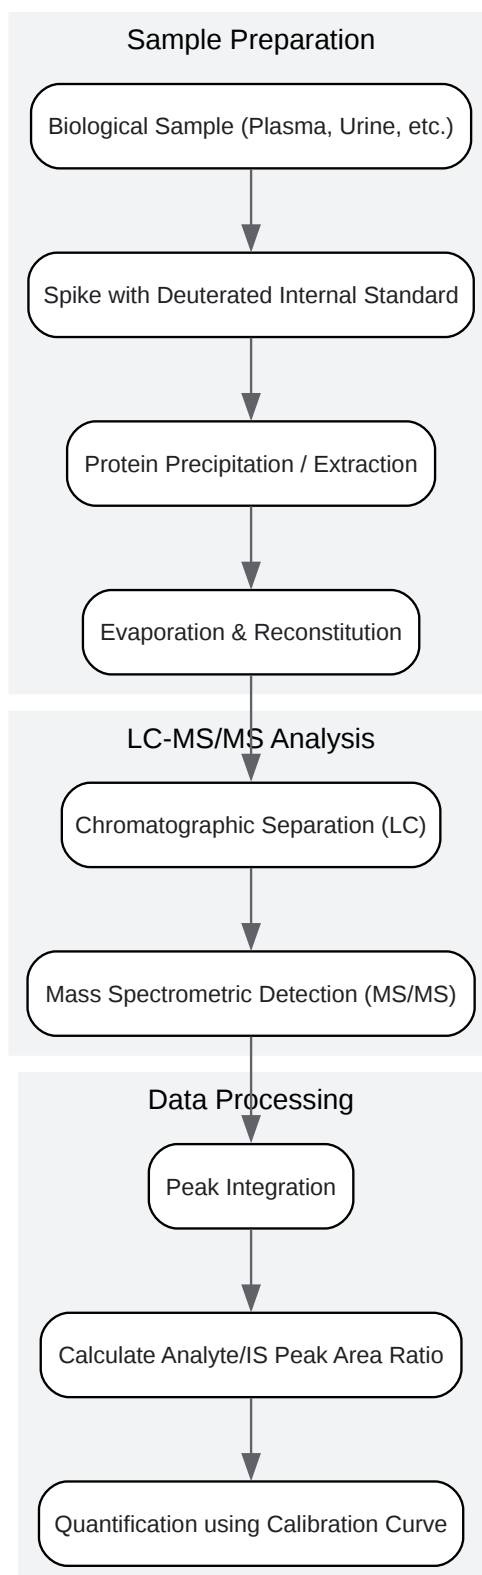 Sample Preparation
Biological Sample (Plasma, Urine, etc.)
Spike with Deuterated Internal Standard
Protein Precipitation / Extraction
Evaporation & Reconstitution
LC-MS/MS Analysis
Chromatographic Separation (LC)
Mass Spectrometric Detection (MS/MS)
Data Processing
Peak Integration
Calculate Analyte/IS Peak Area Ratio
Quantification using Calibration Curve